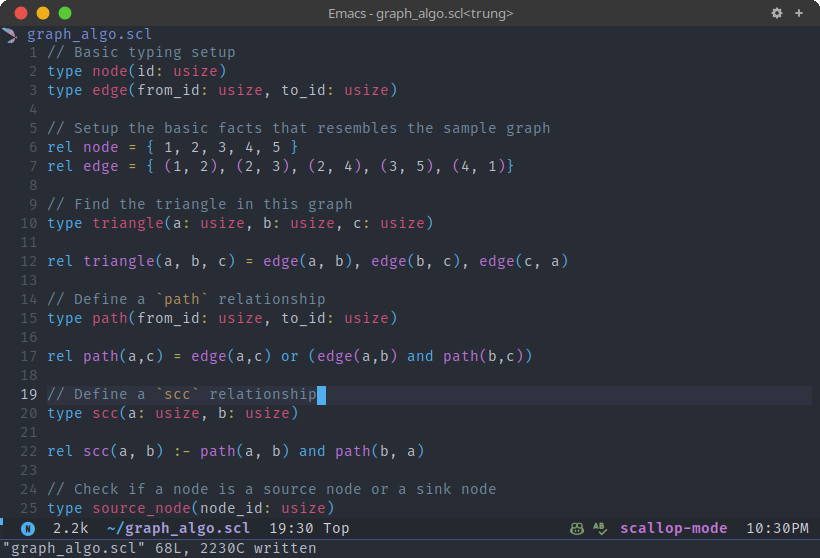 Emacs - graph_algo.scl<trung>
graph_algo.scl
1 // Basic typing setup
2 type node(id: usize)
3 type edge(from_id: usize, to_id: usize)
4
5 // Setup the basic facts that resembles the sample graph
6 rel node = { 1, 2, 3, 4, 5 }
7 rel edge = { (1, 2), (2, 3), (2, 4), (3, 5), (4, 1)}
8
9 // Find the triangle in this graph
10 type triangle(a: usize, b: usize, c: usize)
11
12 rel triangle(a, b, c) = edge(a, b), edge(b, c), edge(c, a)
13
14 // Define a `path` relationship
15 type path(from_id: usize, to_id: usize)
16
17 rel path(a,c) = edge(a,c) or (edge(a,b) and path(b,c))
18
19 // Define a `scc` relationship
20 type scc(a: usize, b: usize)
21
22 rel scc(a, b) :- path(a, b) and path(b, a)
23
24 // Check if a node is a source node or a sink node
25 type source_node(node_id: usize)
N 2.2k ~/graph_algo.scl 19:30 Top AB scallop-mode 10:30PM
"graph_algo.scl" 68L, 2230C written